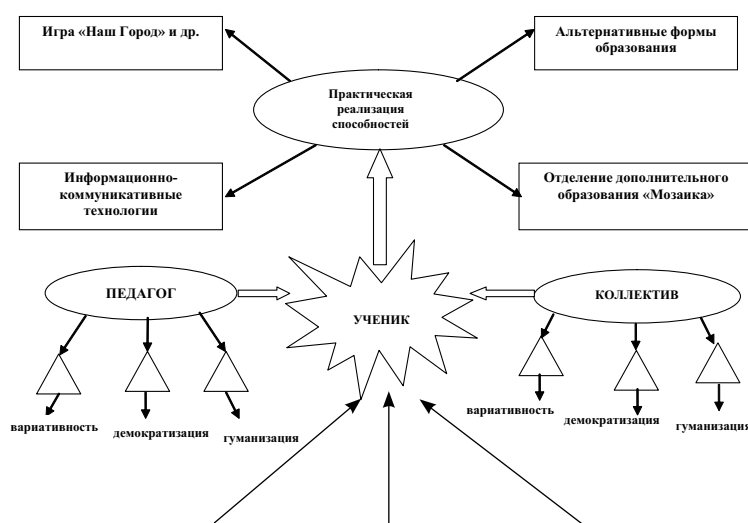 Игра «Наш Город» и др.
Альтернативные формы
образования
Практическая
реализация
способностей
Информационно-
коммуникативные
технологии
Отделение дополнительного
образования «Мозаика»
ПЕДАГОГ
УЧЕНИК
КОЛЛЕКТИВ
вариативность
демократизация
гуманизация
вариативность
демократизация
гуманизация